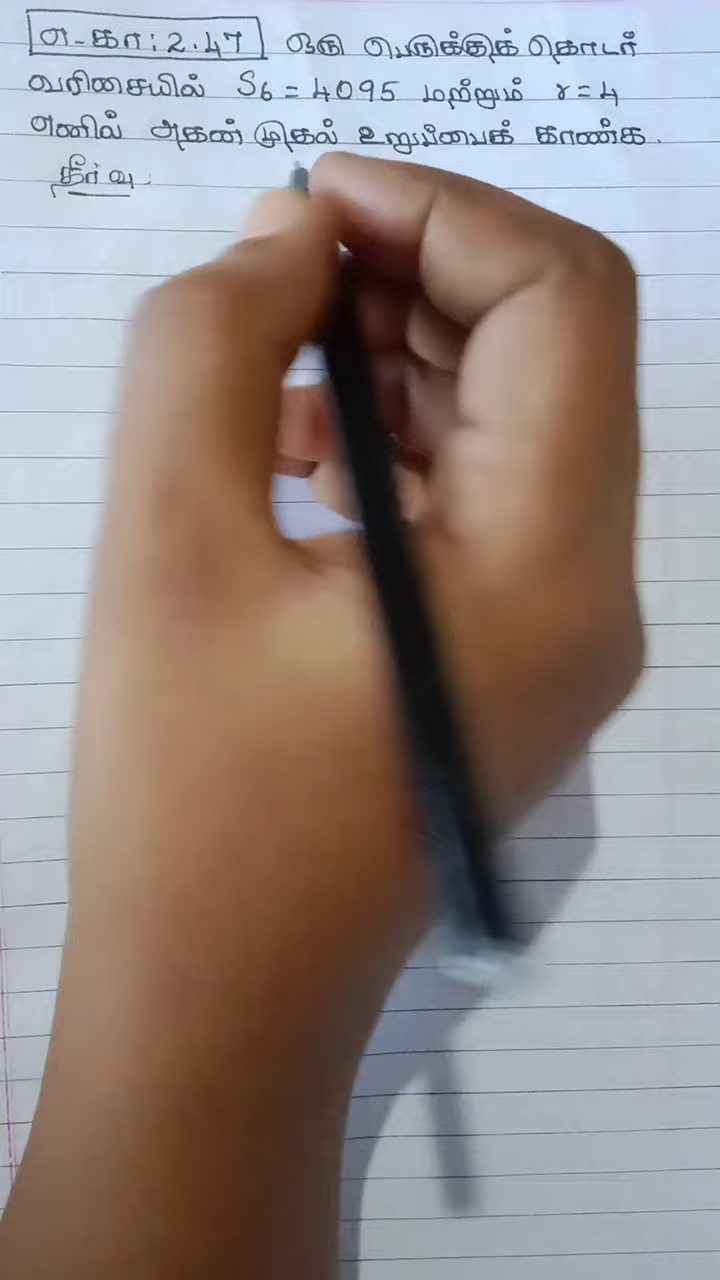 எ-கா: 2.47 ஒரு பெருக்குத் தொடர்
வரிசையில் S6 = 4095 மற்றும் r = 4
எனில் அதன் முதல் உறுப்பைக் காண்க.
தீர்வு: